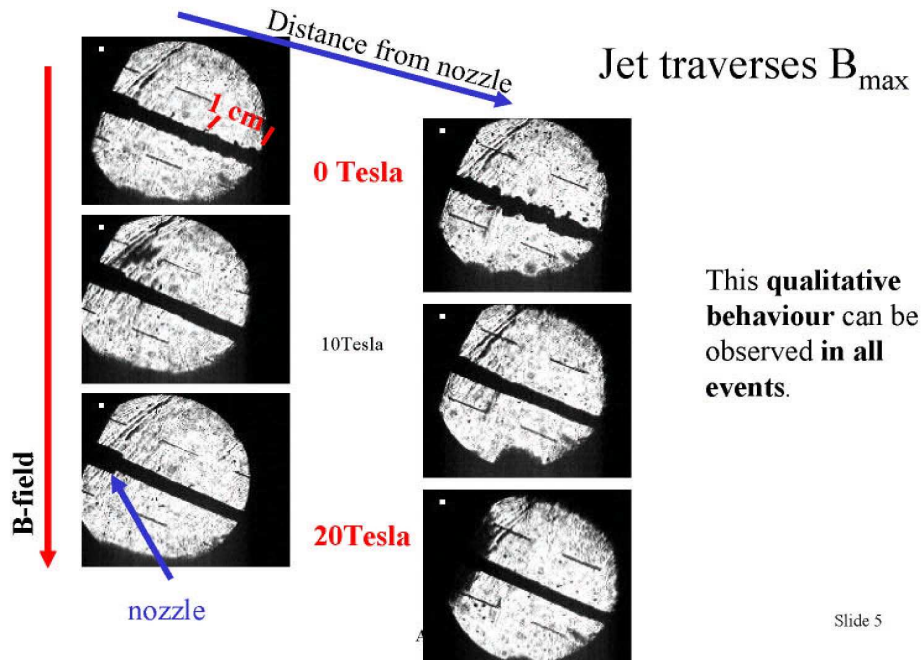 Distance from nozzle
Jet traverses Bmax
1 cm
0 Tesla
This qualitative
behaviour can be
observed in all
events.
10Tesla
B-field
20Tesla
nozzle
A
Slide 5